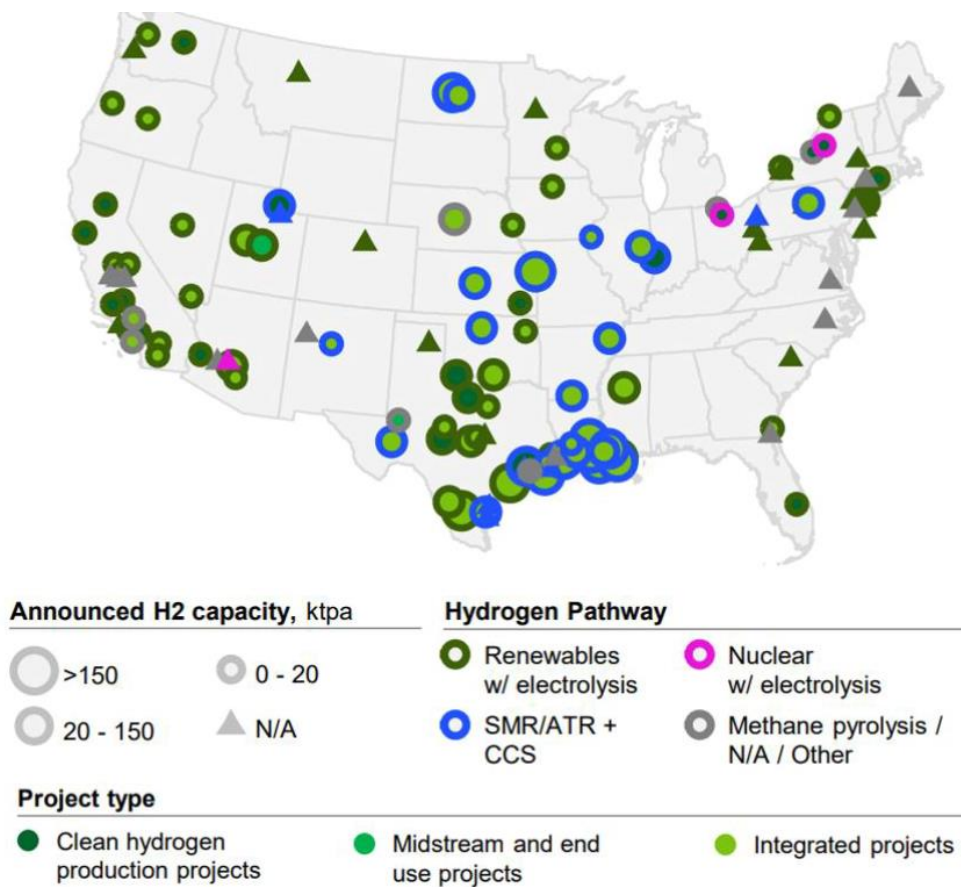 Announced H2 capacity, ktpa
>150
0 - 20
20 - 150
N/A
Hydrogen Pathway
Renewables
w/ electrolysis
Nuclear
w/ electrolysis
SMR/ATR +
CCS
Methane pyrolysis /
N/A / Other
Project type
Clean hydrogen
production projects
Midstream and end
use projects
Integrated projects